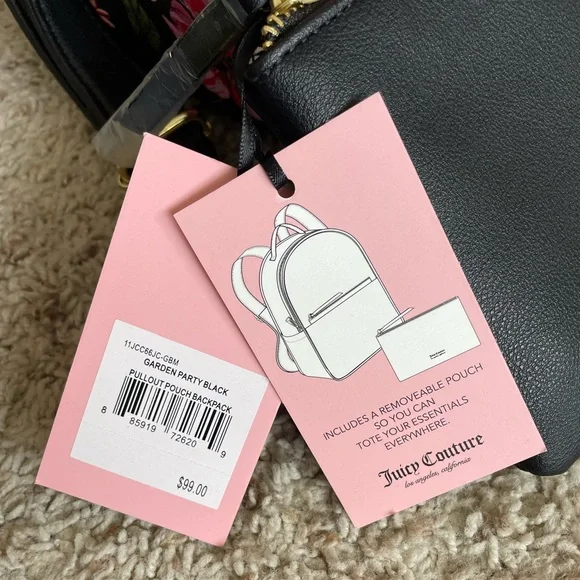 11JCC66JC-GBM
GARDEN PARTY BLACK
PULLOUT POUCH BACKPACK
8 85919 72620 9
$99.00
INCLUDES A REMOVEABLE POUCH
SO YOU CAN
TOTE YOUR ESSENTIALS
EVERYWHERE.
Juicy Couture
los angeles, california